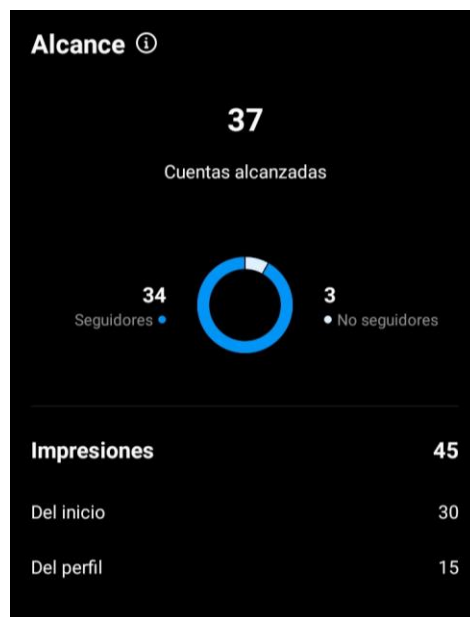 Alcance
37
Cuentas alcanzadas
34
Seguidores
3
No seguidores
Impresiones 45
Del inicio 30
Del perfil 15